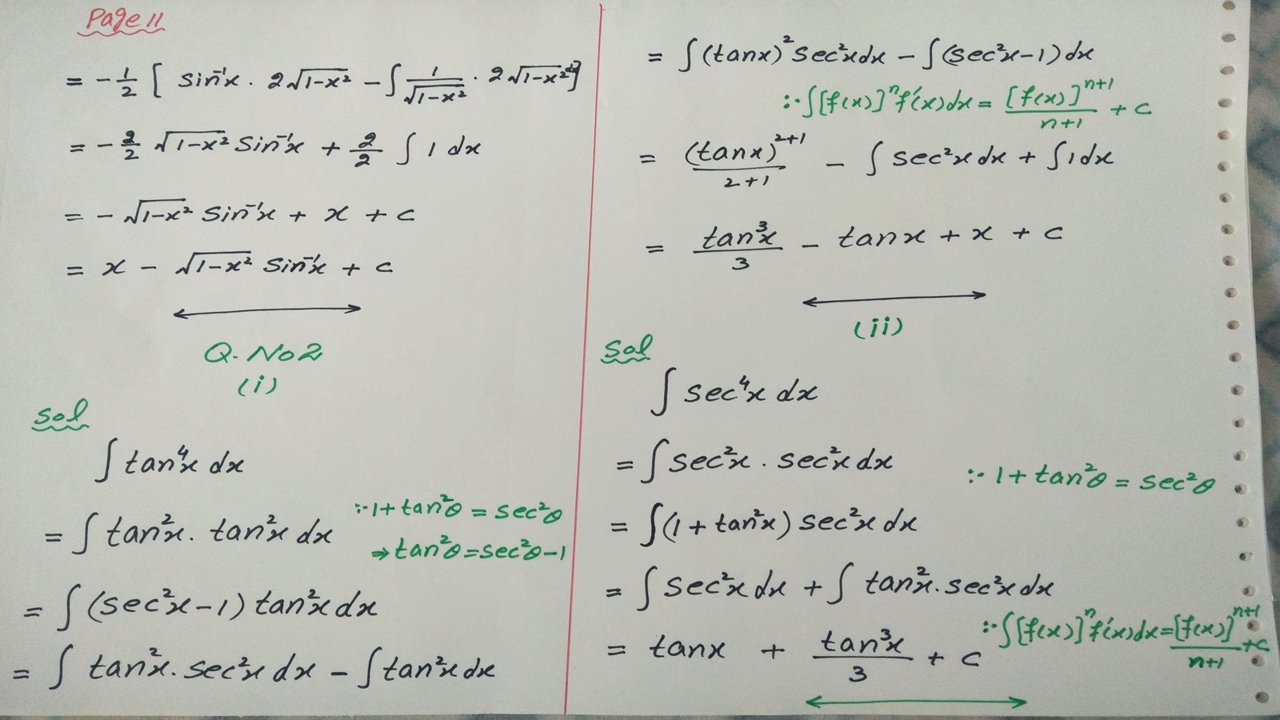 Page 11
= -1/2 [ sin⁻¹x · 2√(1-x²) - ∫ 1/√(1-x²) · 2√(1-x²) ]
= -2/2 √(1-x²) Sin⁻¹x + 2/2 ∫ 1 dx
= -√(1-x²) Sin⁻¹x + x + c
= x - √(1-x²) Sin⁻¹x + c
Q. No 2
(i)
Sol
∫ tan⁴x dx
= ∫ tan²x. tan²x dx
∵ 1+tan²θ = sec²θ
⇒ tan²θ = sec²θ-1
= ∫ (sec²x-1) tan²x dx
= ∫ tan²x. sec²x dx - ∫ tan²x dx
= ∫ (tanx)² sec²x dx - ∫ (sec²x-1) dx
∵ ∫ [f(x)]ⁿ f′(x) dx = [f(x)]ⁿ⁺¹/n+1 + c
= (tanx)²⁺¹/2+1 - ∫ sec²x dx + ∫ 1 dx
= tan³x/3 - tanx + x + c
(ii)
Sol
∫ sec⁴x dx
= ∫ sec²x . sec²x dx
∵ 1+tan²θ = sec²θ
= ∫ (1 + tan²x) sec²x dx
= ∫ sec²x dx + ∫ tan²x. sec²x dx
= tanx + tan³x/3 + c
∵ ∫ [f(x)]ⁿ f′(x) dx = [f(x)]ⁿ⁺¹/n+1 + c